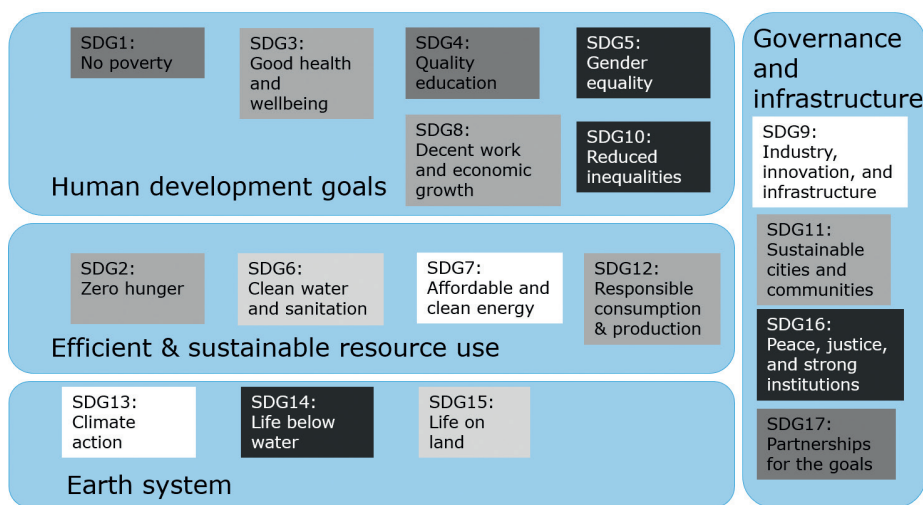 SDG1:
No poverty
SDG3:
Good health
and
wellbeing
SDG4:
Quality
education
SDG5:
Gender
equality
SDG8:
Decent work
and economic
growth
SDG10:
Reduced
inequalities
Human development goals
SDG2:
Zero hunger
SDG6:
Clean water
and sanitation
SDG7:
Affordable and
clean energy
SDG12:
Responsible
consumption
& production
Efficient & sustainable resource use
SDG13:
Climate
action
SDG14:
Life below
water
SDG15:
Life on
land
Earth system
Governance
and
infrastructure
SDG9:
Industry,
innovation, and
infrastructure
SDG11:
Sustainable
cities and
communities
SDG16:
Peace, justice,
and strong
institutions
SDG17:
Partnerships
for the goals